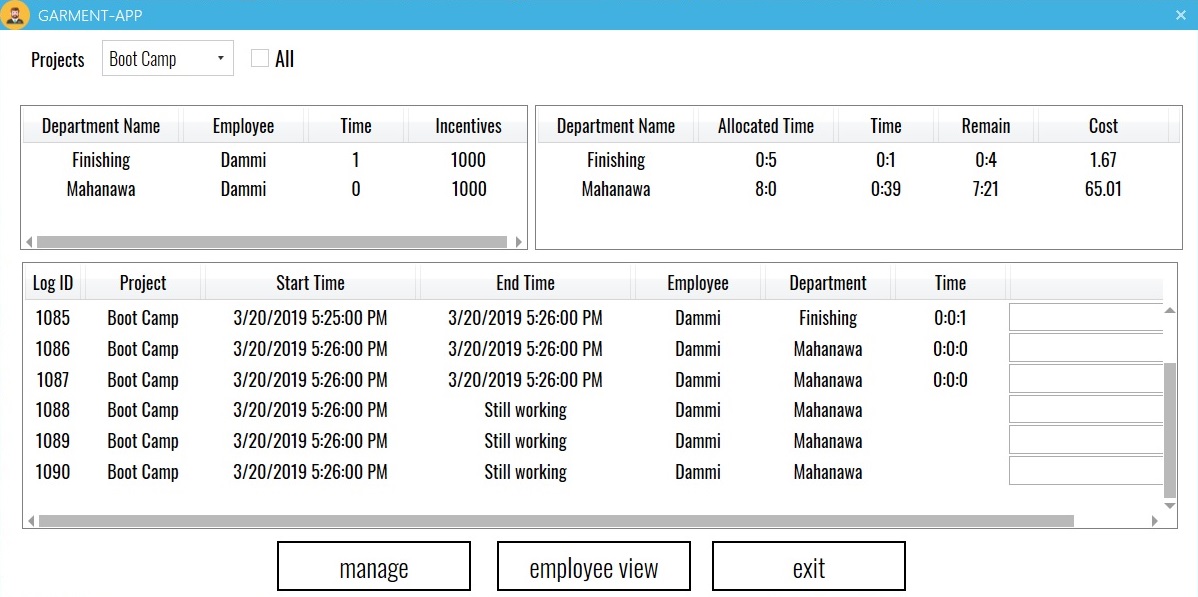 GARMENT-APP
Projects Boot Camp All
Department Name Employee Time Incentives
Finishing Dammi 1 1000
Mahanawa Dammi 0 1000
Department Name Allocated Time Time Remain Cost
Finishing 0:5 0:1 0:4 1.67
Mahanawa 8:0 0:39 7:21 65.01
Log ID Project Start Time End Time Employee Department Time
1085 Boot Camp 3/20/2019 5:25:00 PM 3/20/2019 5:26:00 PM Dammi Finishing 0:0:1
1086 Boot Camp 3/20/2019 5:26:00 PM 3/20/2019 5:26:00 PM Dammi Mahanawa 0:0:0
1087 Boot Camp 3/20/2019 5:26:00 PM 3/20/2019 5:26:00 PM Dammi Mahanawa 0:0:0
1088 Boot Camp 3/20/2019 5:26:00 PM Still working Dammi Mahanawa
1089 Boot Camp 3/20/2019 5:26:00 PM Still working Dammi Mahanawa
1090 Boot Camp 3/20/2019 5:26:00 PM Still working Dammi Mahanawa
manage employee view exit